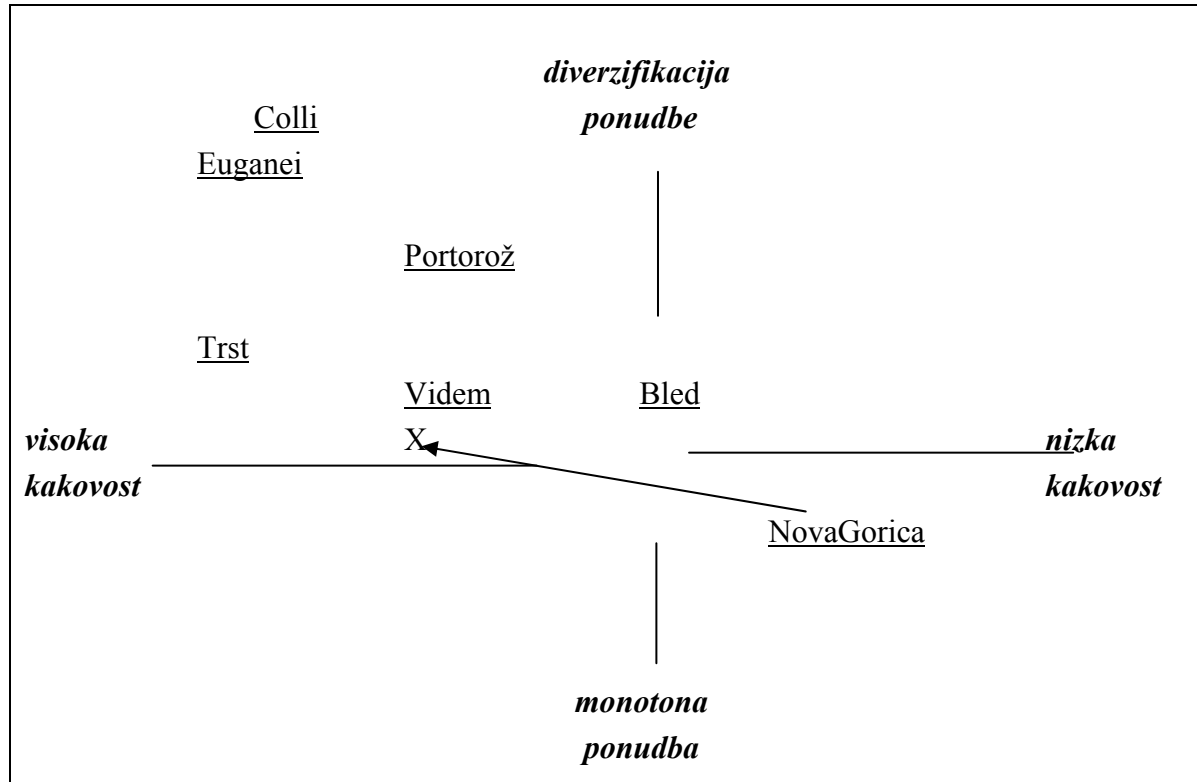 diverzifikacija
ponudbe
Colli
Euganei
Portorož
Trst
Videm Bled
visoka X nizka
kakovost kakovost
NovaGorica
monotona
ponudba